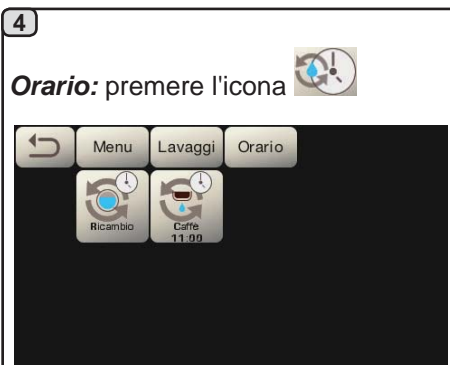 4
Orario: premere l'icona
Menu Lavaggi Orario
Ricambio Caffè
11:00